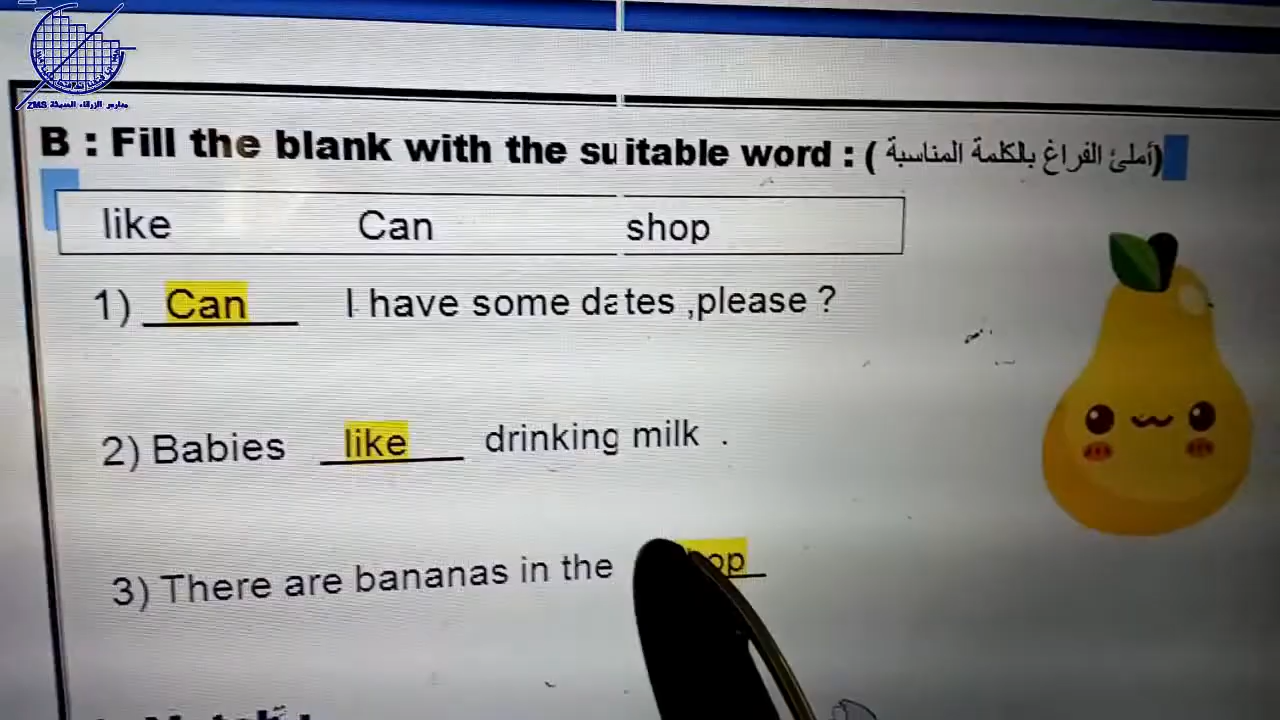 ZMS مدارس الزرقاء الحديثة
B : Fill the blank with the suitable word : ( أملئ الفراغ بالكلمة المناسبة)
like Can shop
1) Can I have some dates ,please ?
2) Babies like drinking milk .
3) There are bananas in the